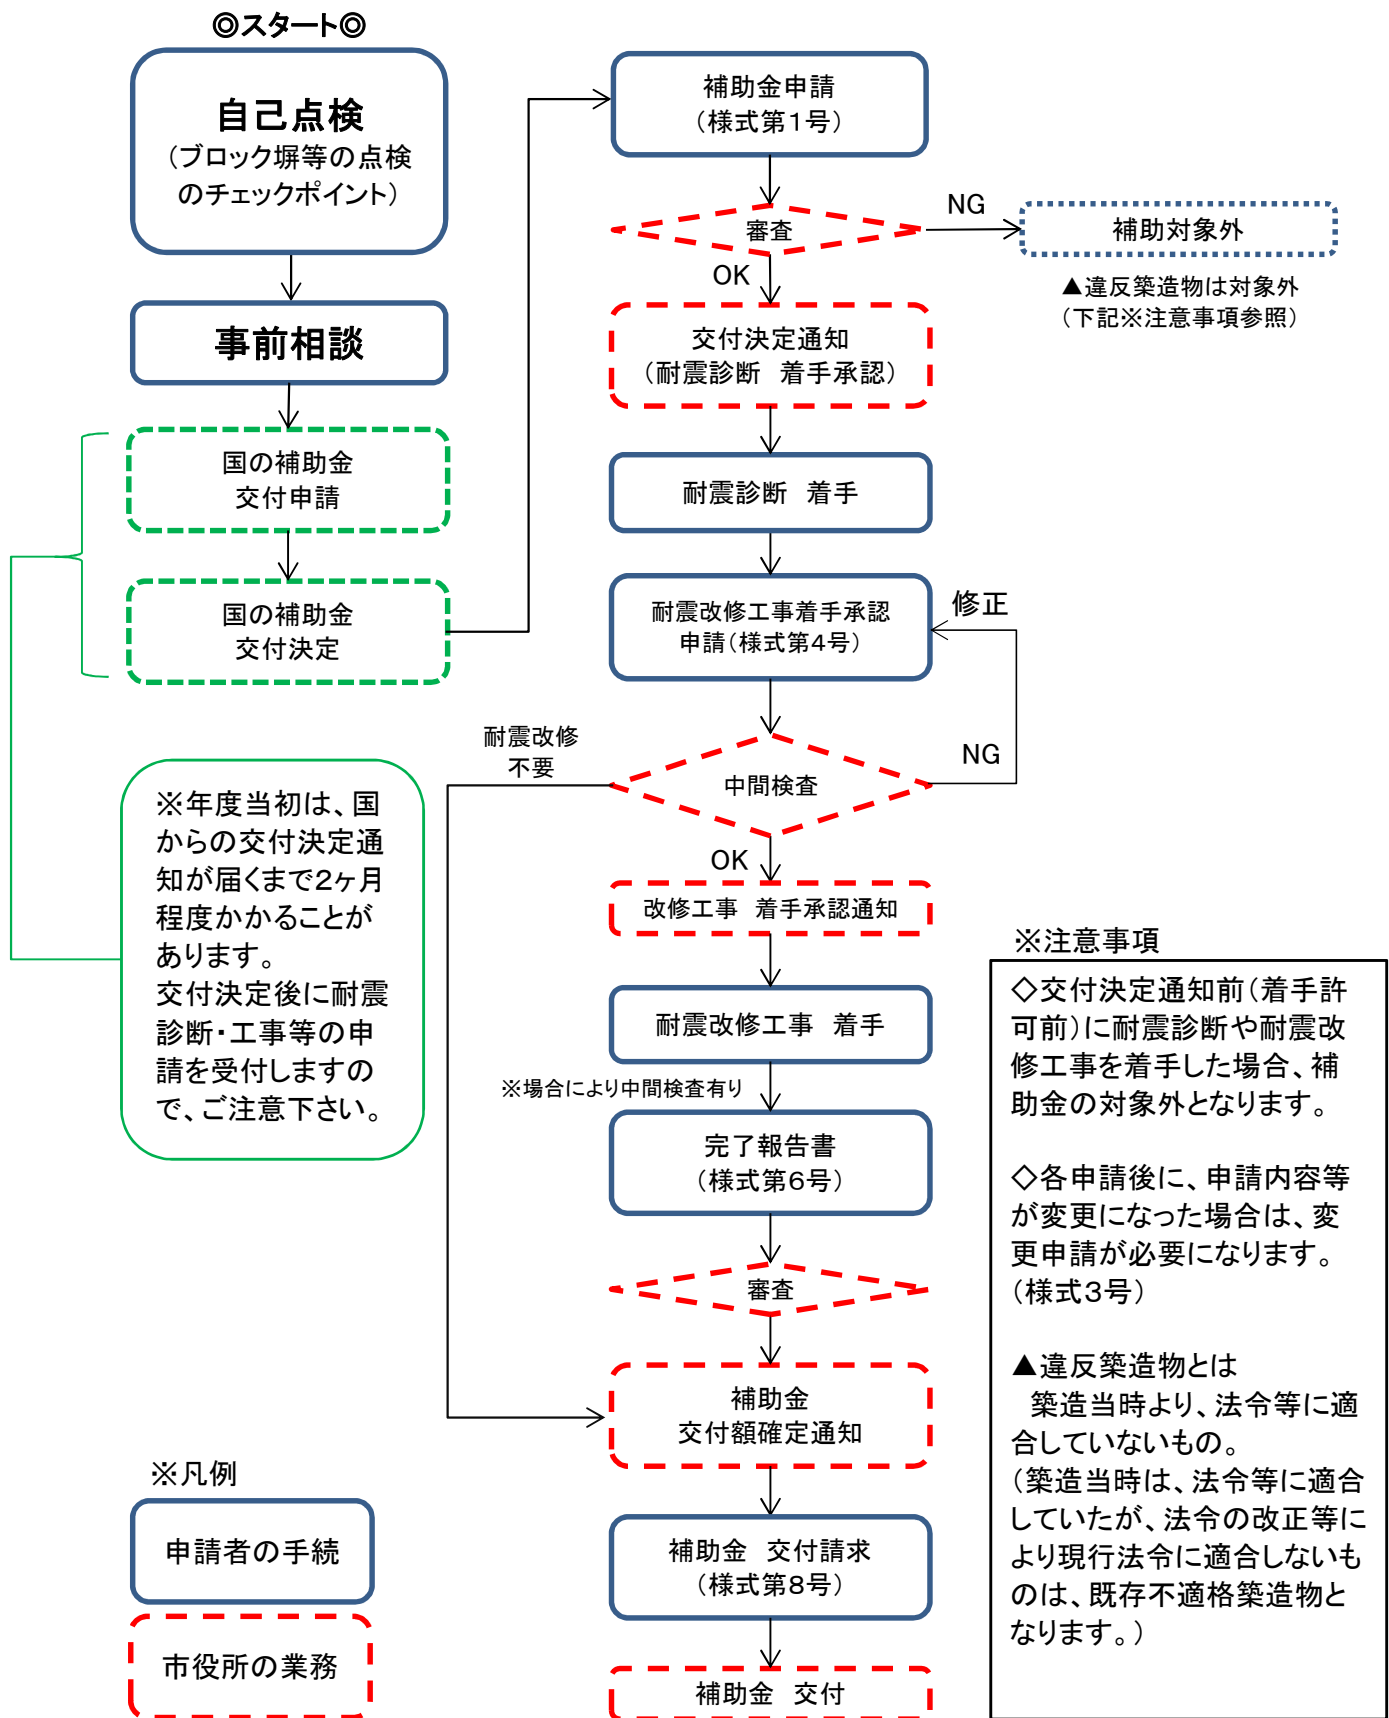 ◎スタート◎
自己点検
（ブロック塀等の点検
のチェックポイント）
事前相談
国の補助金
交付申請
国の補助金
交付決定
※年度当初は、国
からの交付決定通
知が届くまで２ヶ月
程度かかることが
あります。
交付決定後に耐震
診断・工事等の申
請を受付しますの
で、ご注意下さい。
※凡例
申請者の手続
市役所の業務
補助金申請
（様式第１号）
審査
NG
補助対象外
▲違反築造物は対象外
（下記※注意事項参照）
OK
交付決定通知
（耐震診断　着手承認）
耐震診断　着手
耐震改修工事着手承認
申請（様式第４号）
修正
中間検査
NG
耐震改修
不要
OK
改修工事　着手承認通知
耐震改修工事　着手
※場合により中間検査有り
完了報告書
（様式第６号）
審査
補助金
交付額確定通知
補助金　交付請求
（様式第８号）
補助金　交付
※注意事項
◇交付決定通知前（着手許
可前）に耐震診断や耐震改
修工事を着手した場合、補
助金の対象外となります。
◇各申請後に、申請内容等
が変更になった場合は、変
更申請が必要になります。
（様式３号）
▲違反築造物とは
　築造当時より、法令等に適
合していないもの。
（築造当時は、法令等に適合
していたが、法令の改正等に
より現行法令に適合しないも
のは、既存不適格築造物と
なります。）